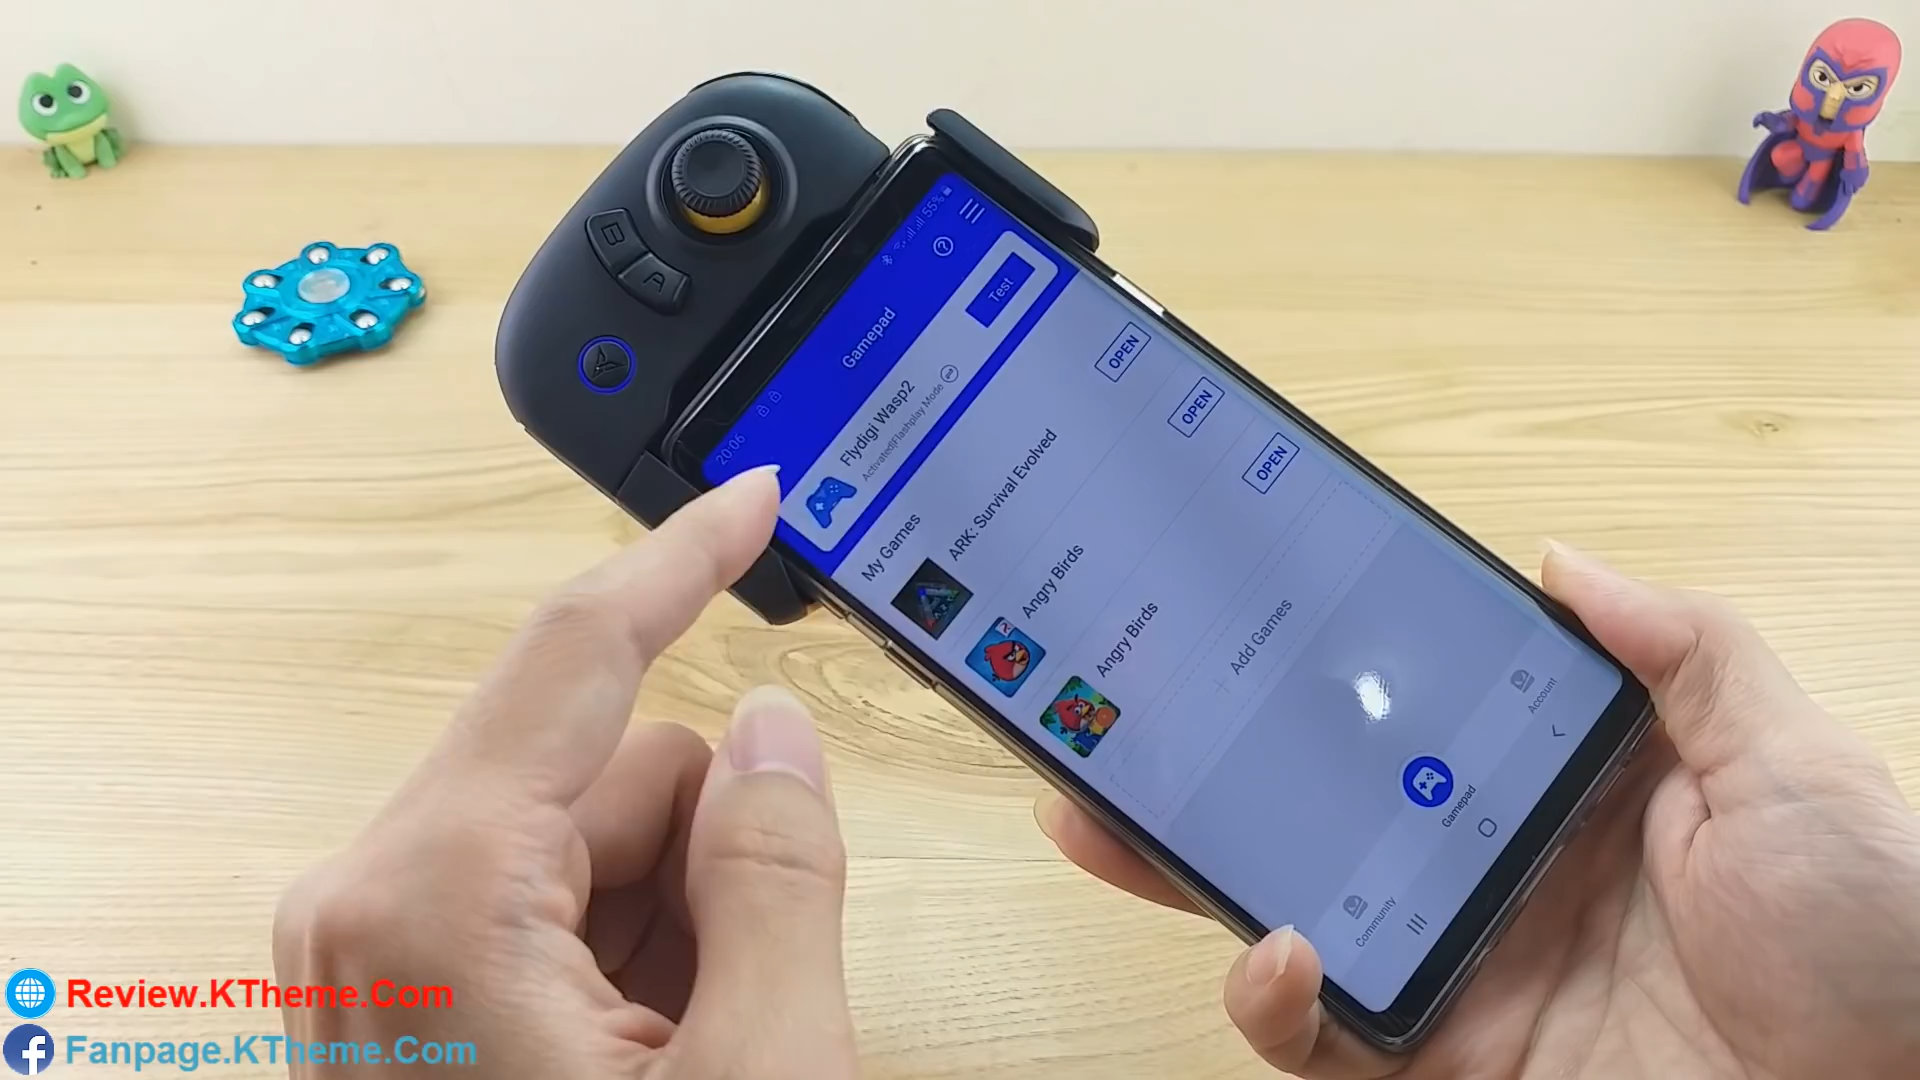 B
A
20:06
55%
Gamepad
Flydigi Wasp2
Activated|Flashplay Mode
Test
My Games
ARK: Survival Evolved
OPEN
Angry Birds
OPEN
Angry Birds
OPEN
+ Add Games
Community
Gamepad
Account
Review.KTheme.Com
Fanpage.KTheme.Com